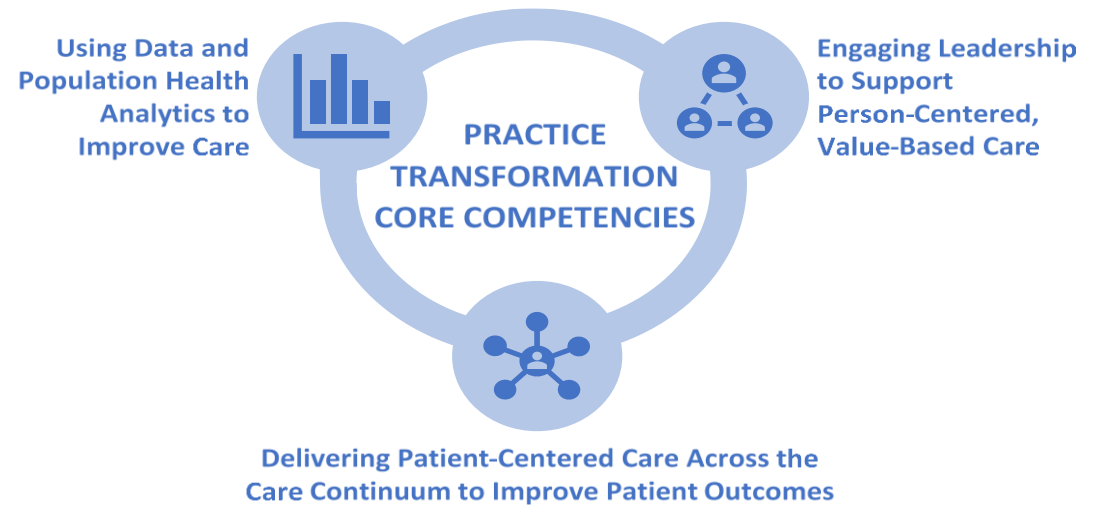 Using Data and
Population Health
Analytics to
Improve Care
PRACTICE
TRANSFORMATION
CORE COMPETENCIES
Engaging Leadership
to Support
Person-Centered,
Value-Based Care
Delivering Patient-Centered Care Across the
Care Continuum to Improve Patient Outcomes